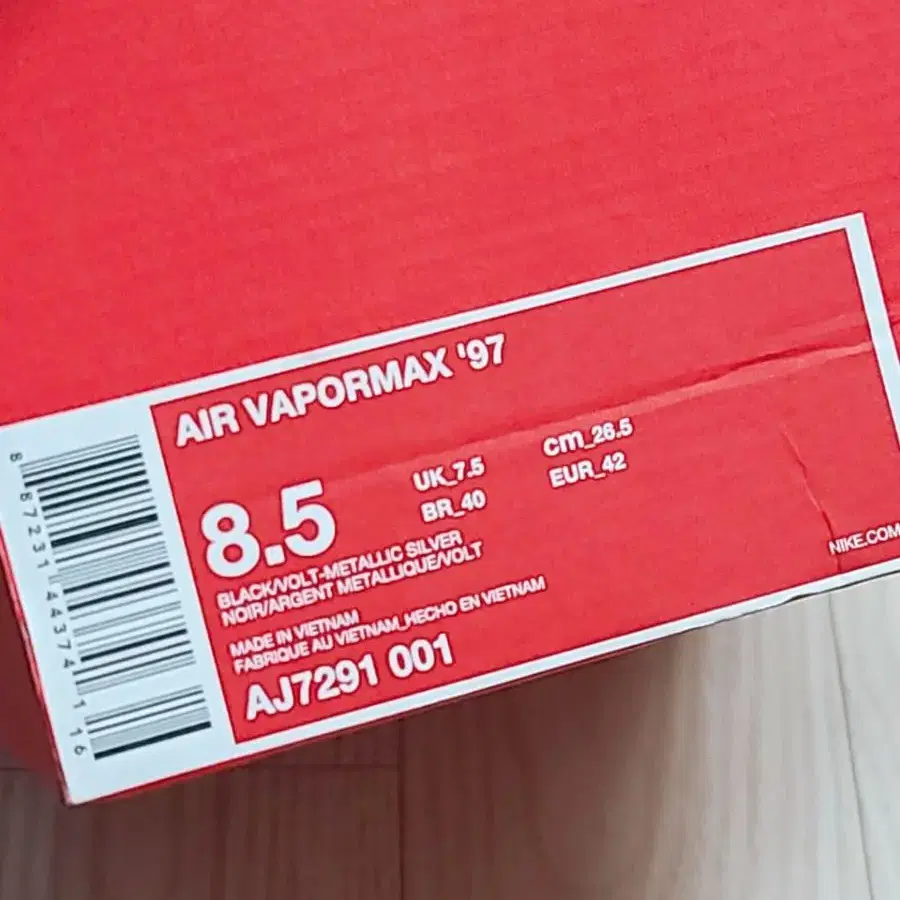 AIR VAPORMAX '97
8.5
UK_7.5
cm_26.5
BR_40
EUR_42
BLACK/VOLT-METALLIC SILVER
NOIR/ARGENT METALLIQUE/VOLT
MADE IN VIETNAM
FABRIQUE AU VIETNAM_HECHO EN VIETNAM
AJ7291 001
NIKE.COM
8 87231 44374 1 16